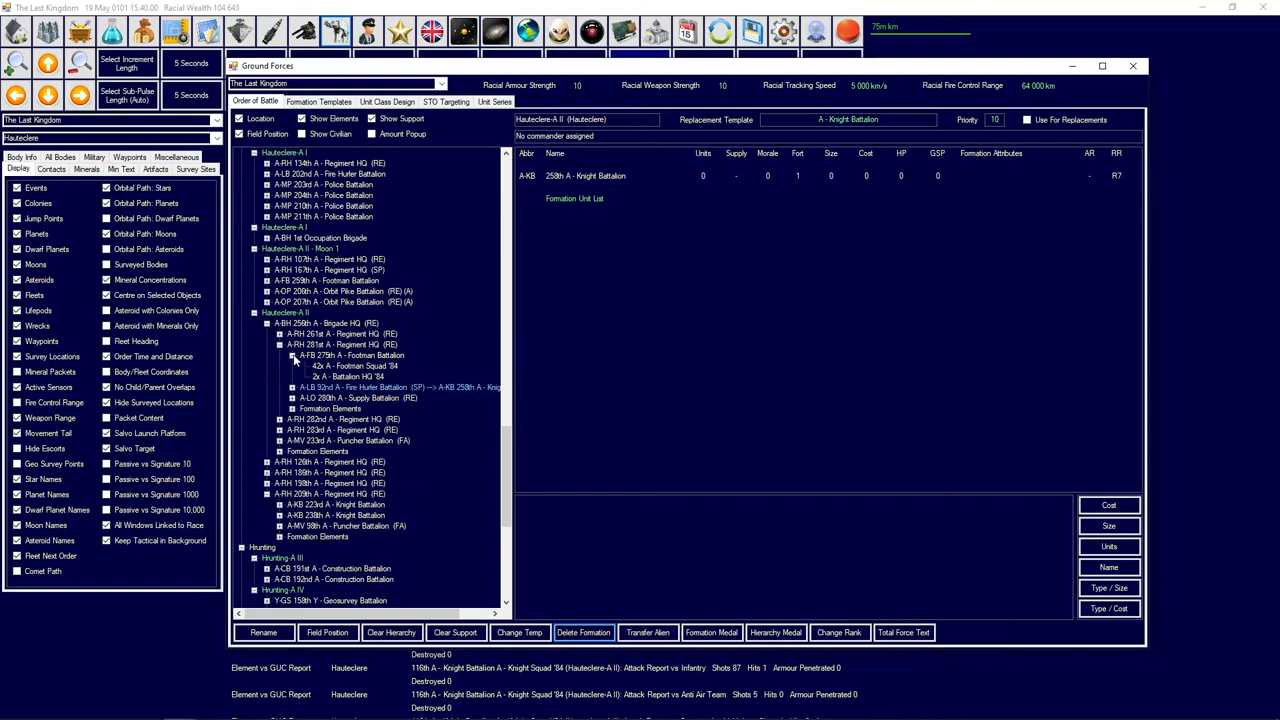 The Last Kingdom   19 May 0101 15.40.00   Racial Wealth 104 643
75m km
Select Increment Length
5 Seconds
Select Sub-Pulse Length (Auto)
5 Seconds
The Last Kingdom
Hauteclere
Body Info
All Bodies
Military
Waypoints
Miscellaneous
Display
Contacts
Minerals
Min Text
Artifacts
Survey Sites
Events
Orbital Path: Stars
Colonies
Orbital Path: Planets
Jump Points
Orbital Path: Dwarf Planets
Planets
Orbital Path: Moons
Dwarf Planets
Orbital Path: Asteroids
Moons
Surveyed Bodies
Asteroids
Mineral Concentrations
Fleets
Centre on Selected Objects
Lifepods
Asteroid with Colonies Only
Wrecks
Asteroid with Minerals Only
Waypoints
Fleet Heading
Survey Locations
Order Time and Distance
Mineral Packets
Body/Fleet Coordinates
Active Sensors
No Child/Parent Overlaps
Fire Control Range
Hide Surveyed Locations
Weapon Range
Packet Content
Movement Tail
Salvo Launch Platform
Hide Escorts
Salvo Target
Geo Survey Points
Passive vs Signature 10
Star Names
Passive vs Signature 100
Planet Names
Passive vs Signature 1000
Dwarf Planet Names
Passive vs Signature 10,000
Moon Names
All Windows Linked to Race
Asteroid Names
Keep Tactical in Background
Fleet Next Order
Comet Path
Ground Forces
The Last Kingdom
Racial Armour Strength 10
Racial Weapon Strength 10
Racial Tracking Speed 5 000 km/s
Racial Fire Control Range 64 000 km
Order of Battle
Formation Templates
Unit Class Design
STO Targeting
Unit Series
Location
Show Elements
Show Support
Field Position
Show Civilian
Amount Popup
Hauteclere-A I
A-RH 134th A - Regiment HQ (RE)
A-LB 202nd A - Fire Hurler Battalion
A-MP 203rd A - Police Battalion
A-MP 204th A - Police Battalion
A-MP 210th A - Police Battalion
A-MP 211th A - Police Battalion
Hauteclere-A I
A-BH 1st Occupation Brigade
Hauteclere-A II - Moon 1
A-RH 107th A - Regiment HQ (RE)
A-RH 167th A - Regiment HQ (SP)
A-FB 259th A - Footman Battalion
A-OP 206th A - Orbit Pike Battalion (RE) (A)
A-OP 207th A - Orbit Pike Battalion (RE) (A)
Hauteclere-A II
A-BH 256th A - Brigade HQ (RE)
A-RH 261st A - Regiment HQ (RE)
A-RH 281st A - Regiment HQ (RE)
A-FB 275th A - Footman Battalion
42x A - Footman Squad '84
2x A - Battalion HQ '84
A-LB 92nd A - Fire Hurler Battalion (SP) --> A-KB 258th A - Knig
A-LO 280th A - Supply Battalion (RE)
Formation Elements
A-RH 282nd A - Regiment HQ (RE)
A-RH 283rd A - Regiment HQ (RE)
A-MV 233rd A - Puncher Battalion (FA)
Formation Elements
A-RH 126th A - Regiment HQ (RE)
A-RH 186th A - Regiment HQ (RE)
A-RH 198th A - Regiment HQ (RE)
A-RH 209th A - Regiment HQ (RE)
A-KB 223rd A - Knight Battalion
A-KB 238th A - Knight Battalion
A-MV 98th A - Puncher Battalion (FA)
Formation Elements
Hrunting
Hrunting-A III
A-CB 191st A - Construction Battalion
A-CB 192nd A - Construction Battalion
Hrunting-A IV
Y-GS 158th Y - Geosurvey Battalion
Hauteclere-A II (Hauteclere)
Replacement Template
A - Knight Battalion
Priority 10
Use For Replacements
No commander assigned
Abbr Name Units Supply Morale Fort Size Cost HP GSP Formation Attributes AR RR
A-KB 258th A - Knight Battalion 0 - 0 1 0 0 0 0 - R7
Formation Unit List
Cost
Size
Units
Name
Type / Size
Type / Cost
Rename
Field Position
Clear Hierarchy
Clear Support
Change Temp
Delete Formation
Transfer Alien
Formation Medal
Hierarchy Medal
Change Rank
Total Force Text
Destroyed 0
Element vs GUC Report Hauteclere 116th A - Knight Battalion A - Knight Squad '84 (Hauteclere-A II): Attack Report vs Infantry Shots 87 Hits 1 Armour Penetrated 0
Destroyed 0
Element vs GUC Report Hauteclere 116th A - Knight Battalion A - Knight Squad '84 (Hauteclere-A II): Attack Report vs Anti Air Team Shots 5 Hits 0 Armour Penetrated 0
Destroyed 0